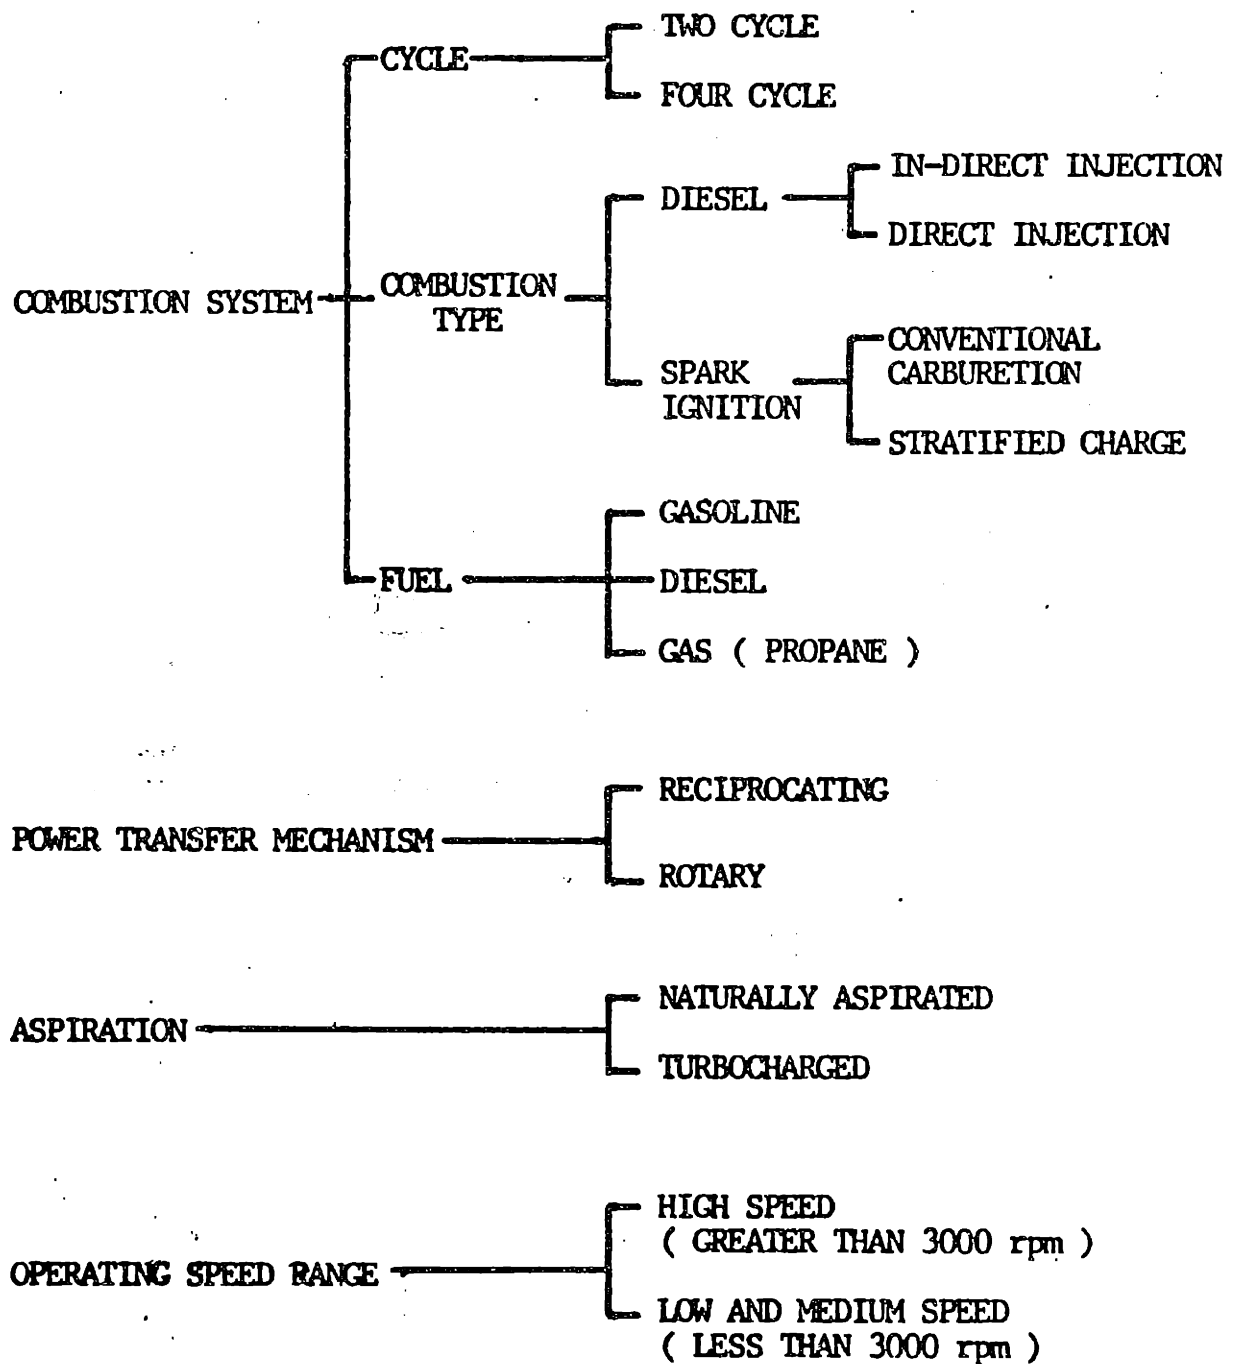 TWO CYCLE
CYCLE
FOUR CYCLE
IN-DIRECT INJECTION
DIESEL
DIRECT INJECTION
COMBUSTION SYSTEM
COMBUSTION
TYPE
CONVENTIONAL
CARBURETION
SPARK
IGNITION
STRATIFIED CHARGE
GASOLINE
FUEL
DIESEL
GAS ( PROPANE )
RECIPROCATING
POWER TRANSFER MECHANISM
ROTARY
NATURALLY ASPIRATED
ASPIRATION
TURBOCHARGED
HIGH SPEED
( GREATER THAN 3000 rpm )
OPERATING SPEED RANGE
LOW AND MEDIUM SPEED
( LESS THAN 3000 rpm )